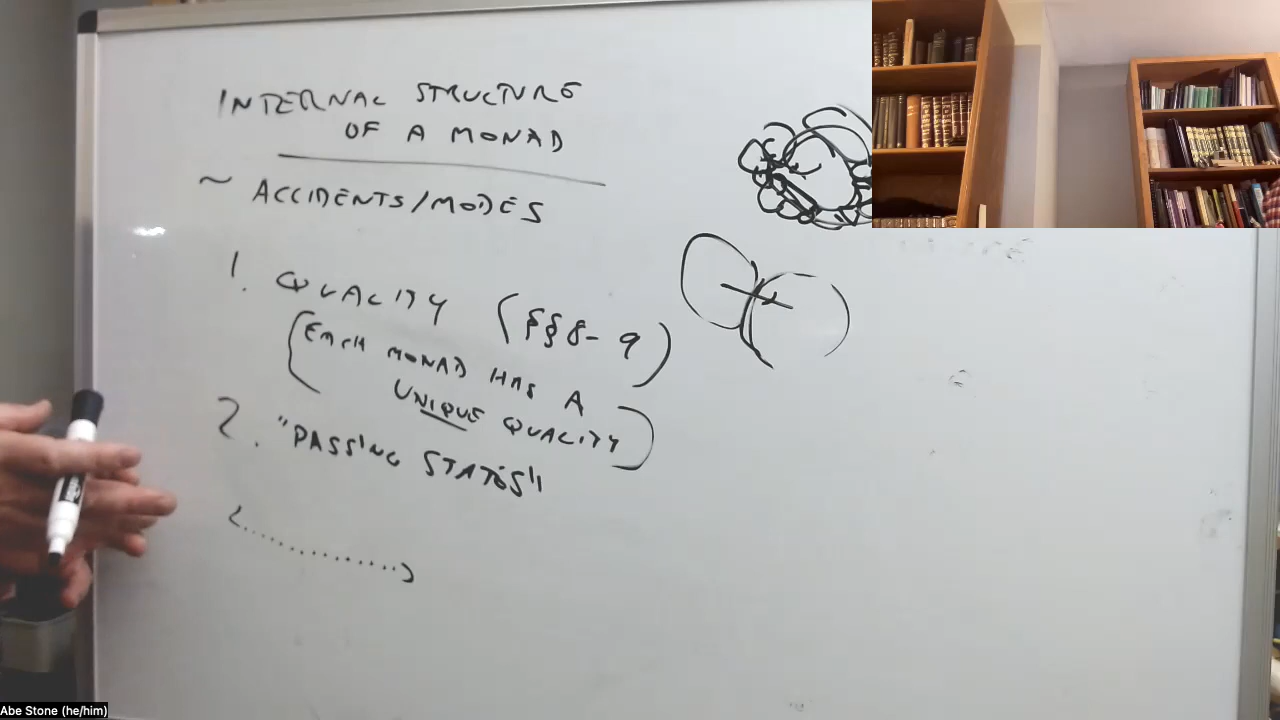 INTERNAL STRUCTURE
OF A MONAD
~ ACCIDENTS/MODES
1. QUALITY (§§8-9)
(EACH MONAD HAS A
UNIQUE QUALITY)
2. "PASSING STATES"
Abe Stone (he/him)